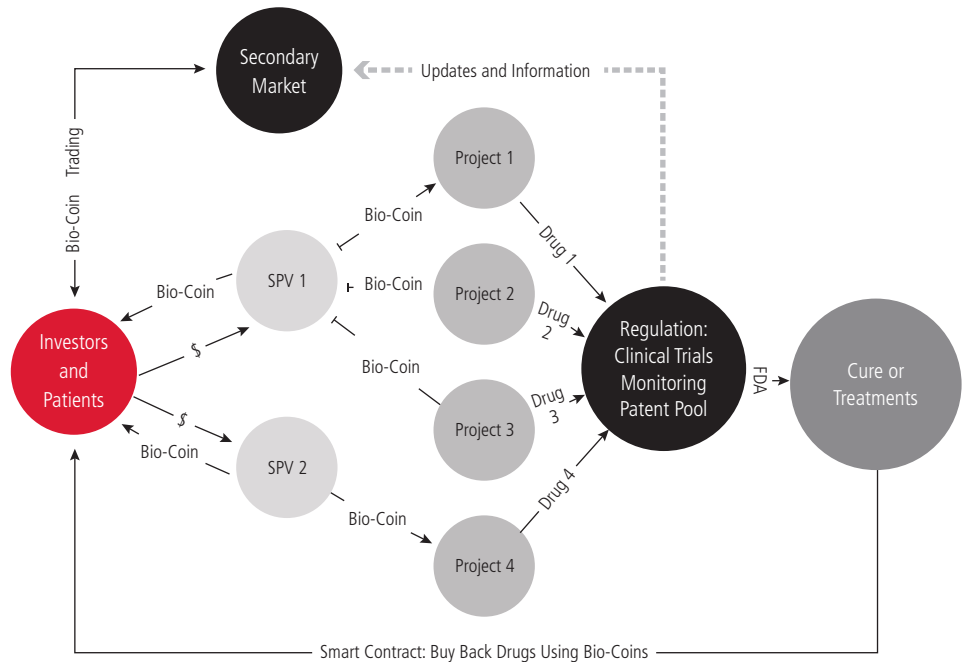 Secondary
Market
Updates and Information
Bio-Coin Trading
Project 1
Bio-Coin
Drug 1
SPV 1
Bio-Coin
Bio-Coin
Project 2
Drug
2
Investors
and
Patients
$
Regulation:
Clinical Trials
Monitoring
Patent Pool
FDA
Cure or
Treatments
Bio-Coin
Drug
3
Project 3
$
Bio-Coin
SPV 2
Drug 4
Bio-Coin
Project 4
Smart Contract: Buy Back Drugs Using Bio-Coins